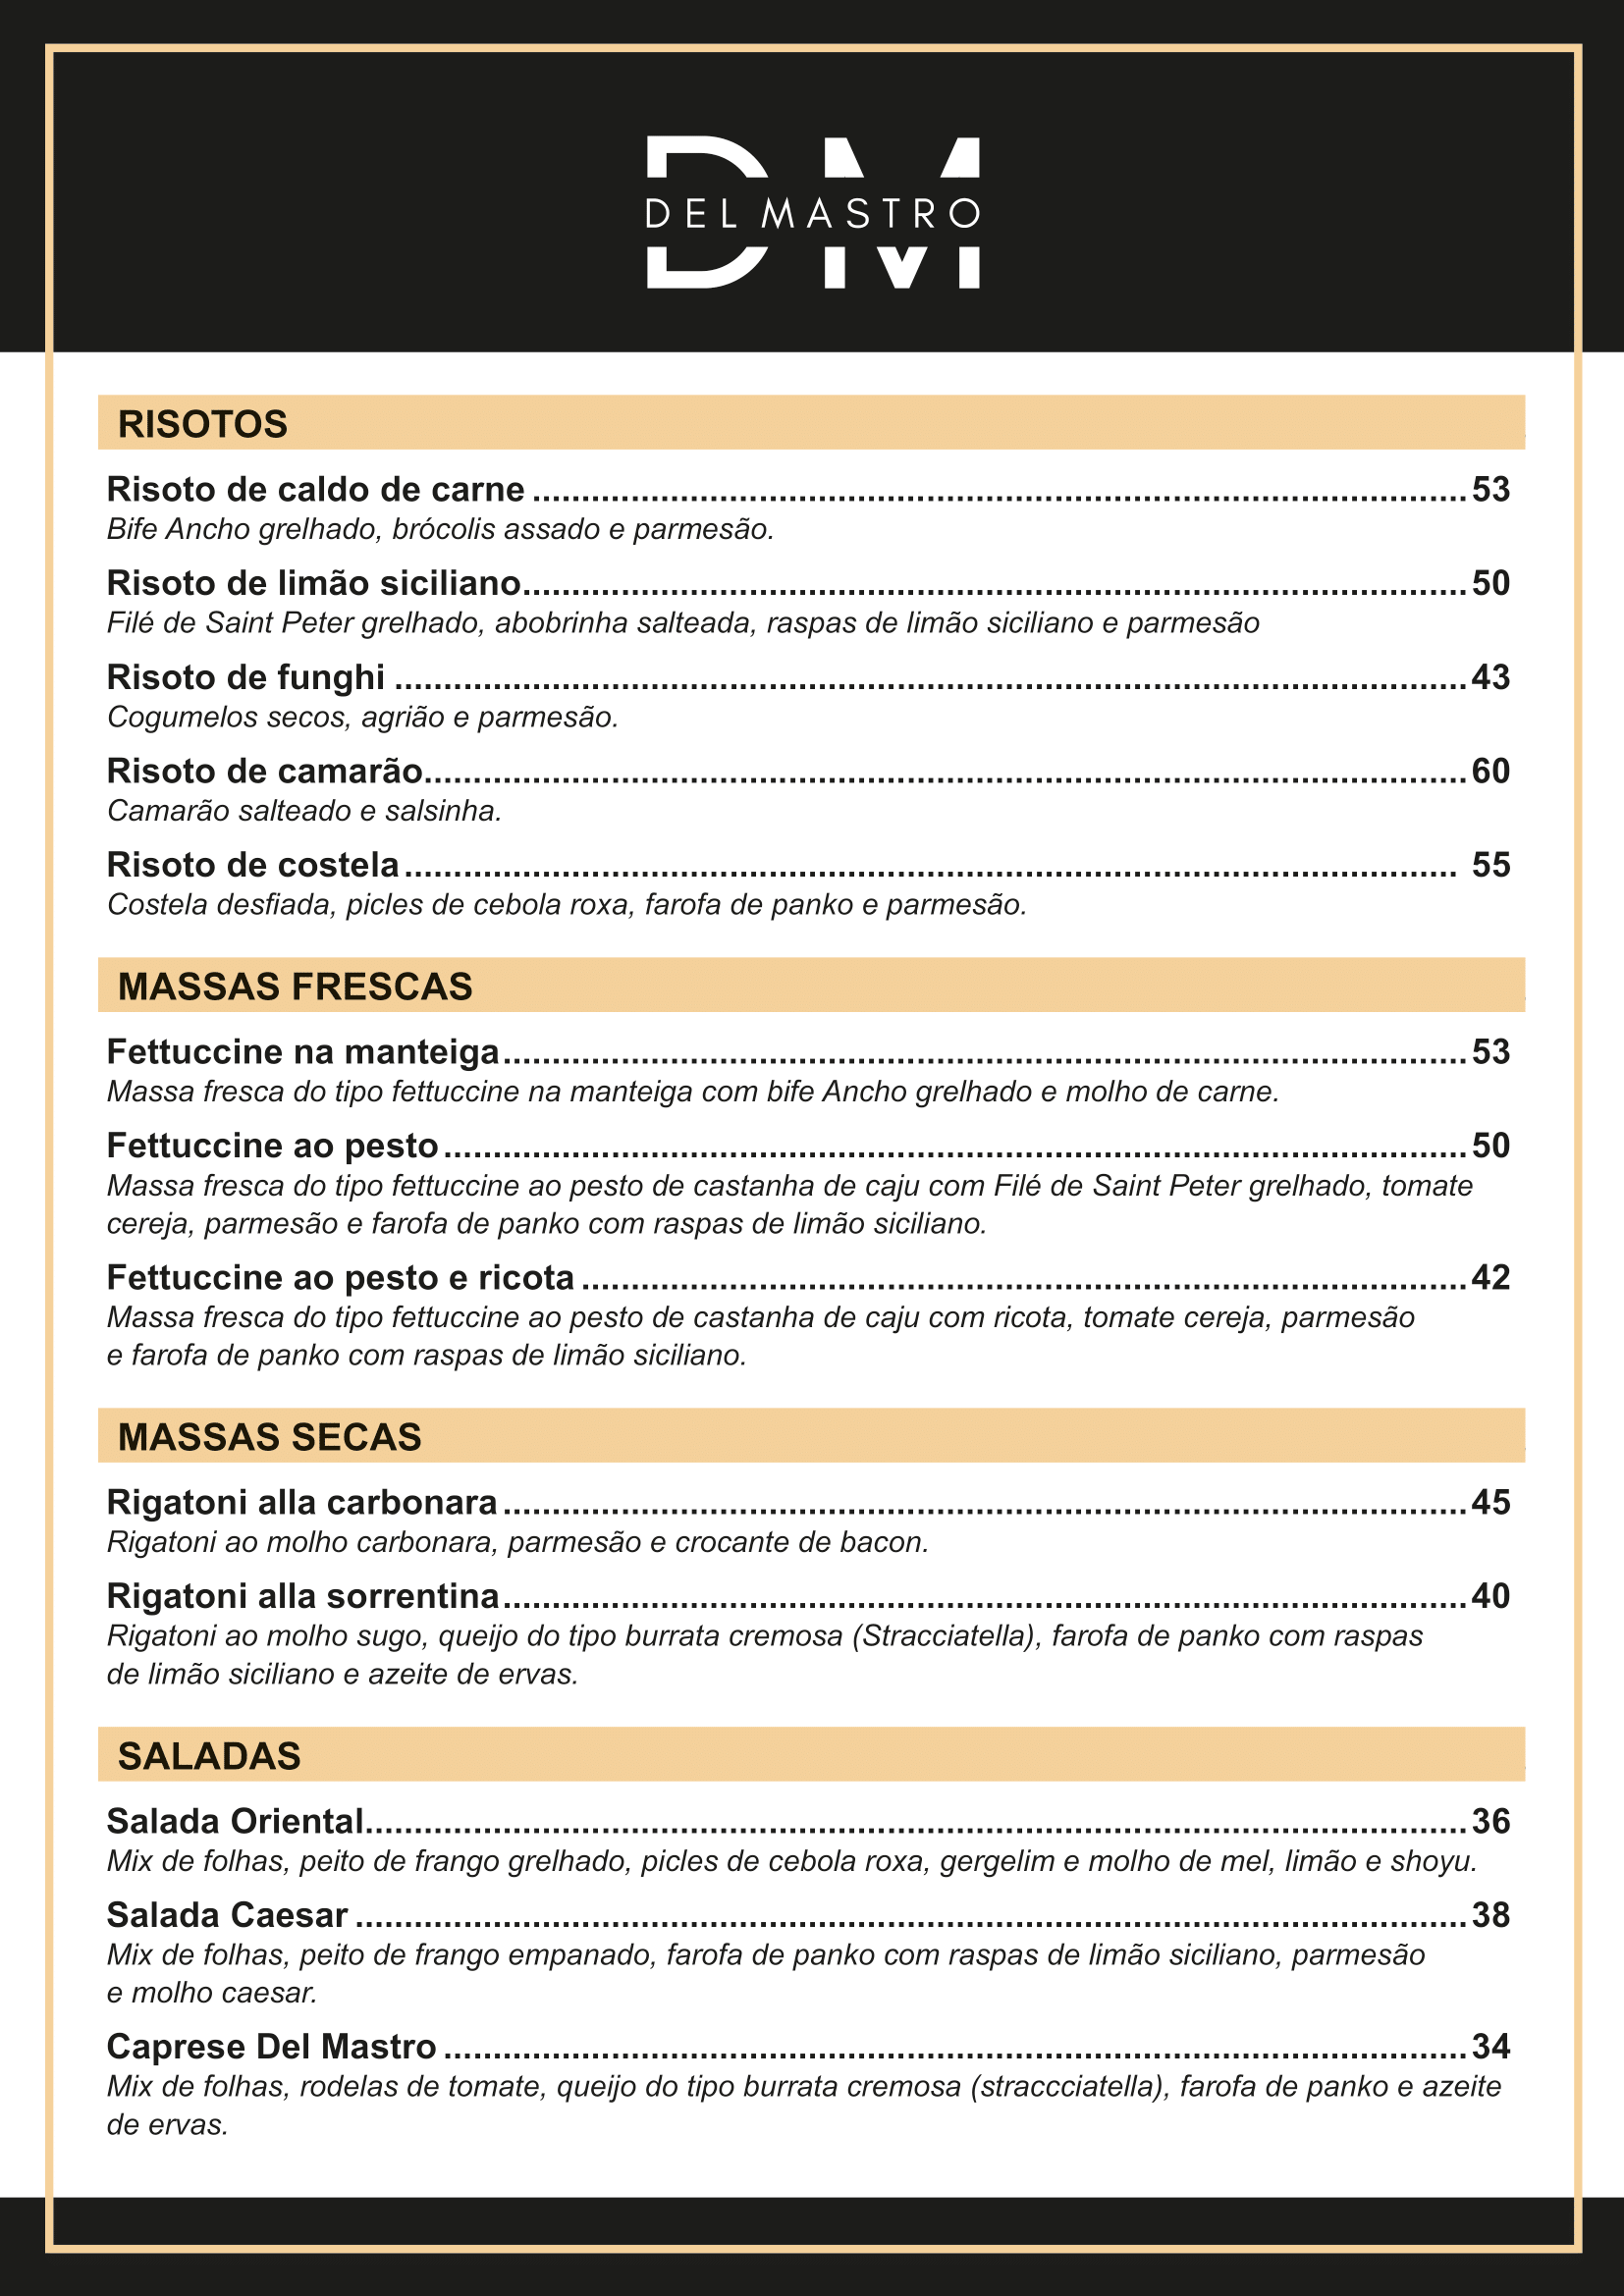 DM
DEL MASTRO
RISOTOS
Risoto de caldo de carne ........................................ 53
Bife Ancho grelhado, brócolis assado e parmesão.
Risoto de limão siciliano ........................................ 50
Filé de Saint Peter grelhado, abobrinha salteada, raspas de limão siciliano e parmesão
Risoto de funghi ........................................ 43
Cogumelos secos, agrião e parmesão.
Risoto de camarão ........................................ 60
Camarão salteado e salsinha.
Risoto de costela ........................................ 55
Costela desfiada, picles de cebola roxa, farofa de panko e parmesão.
MASSAS FRESCAS
Fettuccine na manteiga ........................................ 53
Massa fresca do tipo fettuccine na manteiga com bife Ancho grelhado e molho de carne.
Fettuccine ao pesto ........................................ 50
Massa fresca do tipo fettuccine ao pesto de castanha de caju com Filé de Saint Peter grelhado, tomate
cereja, parmesão e farofa de panko com raspas de limão siciliano.
Fettuccine ao pesto e ricota ........................................ 42
Massa fresca do tipo fettuccine ao pesto de castanha de caju com ricota, tomate cereja, parmesão
e farofa de panko com raspas de limão siciliano.
MASSAS SECAS
Rigatoni alla carbonara ........................................ 45
Rigatoni ao molho carbonara, parmesão e crocante de bacon.
Rigatoni alla sorrentina ........................................ 40
Rigatoni ao molho sugo, queijo do tipo burrata cremosa (Stracciatella), farofa de panko com raspas
de limão siciliano e azeite de ervas.
SALADAS
Salada Oriental ........................................ 36
Mix de folhas, peito de frango grelhado, picles de cebola roxa, gergelim e molho de mel, limão e shoyu.
Salada Caesar ........................................ 38
Mix de folhas, peito de frango empanado, farofa de panko com raspas de limão siciliano, parmesão
e molho caesar.
Caprese Del Mastro ........................................ 34
Mix de folhas, rodelas de tomate, queijo do tipo burrata cremosa (straccciatella), farofa de panko e azeite
de ervas.